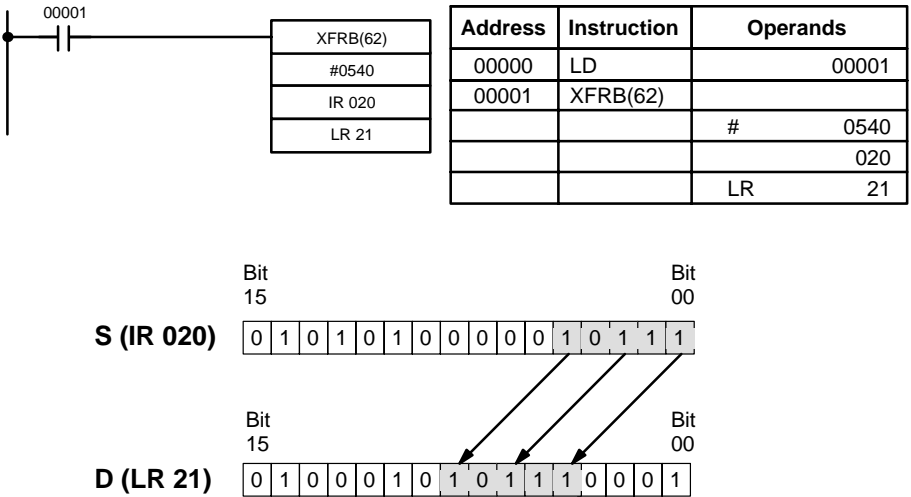 00001
XFRB(62)
#0540
IR 020
LR 21
Address Instruction Operands
00000 LD 00001
00001 XFRB(62)
# 0540
020
LR 21
Bit Bit
15 00
S (IR 020) 0 1 0 1 0 1 0 0 0 0 0 1 0 1 1 1
Bit Bit
15 00
D (LR 21) 0 1 0 0 0 1 0 1 0 1 1 1 0 0 0 1